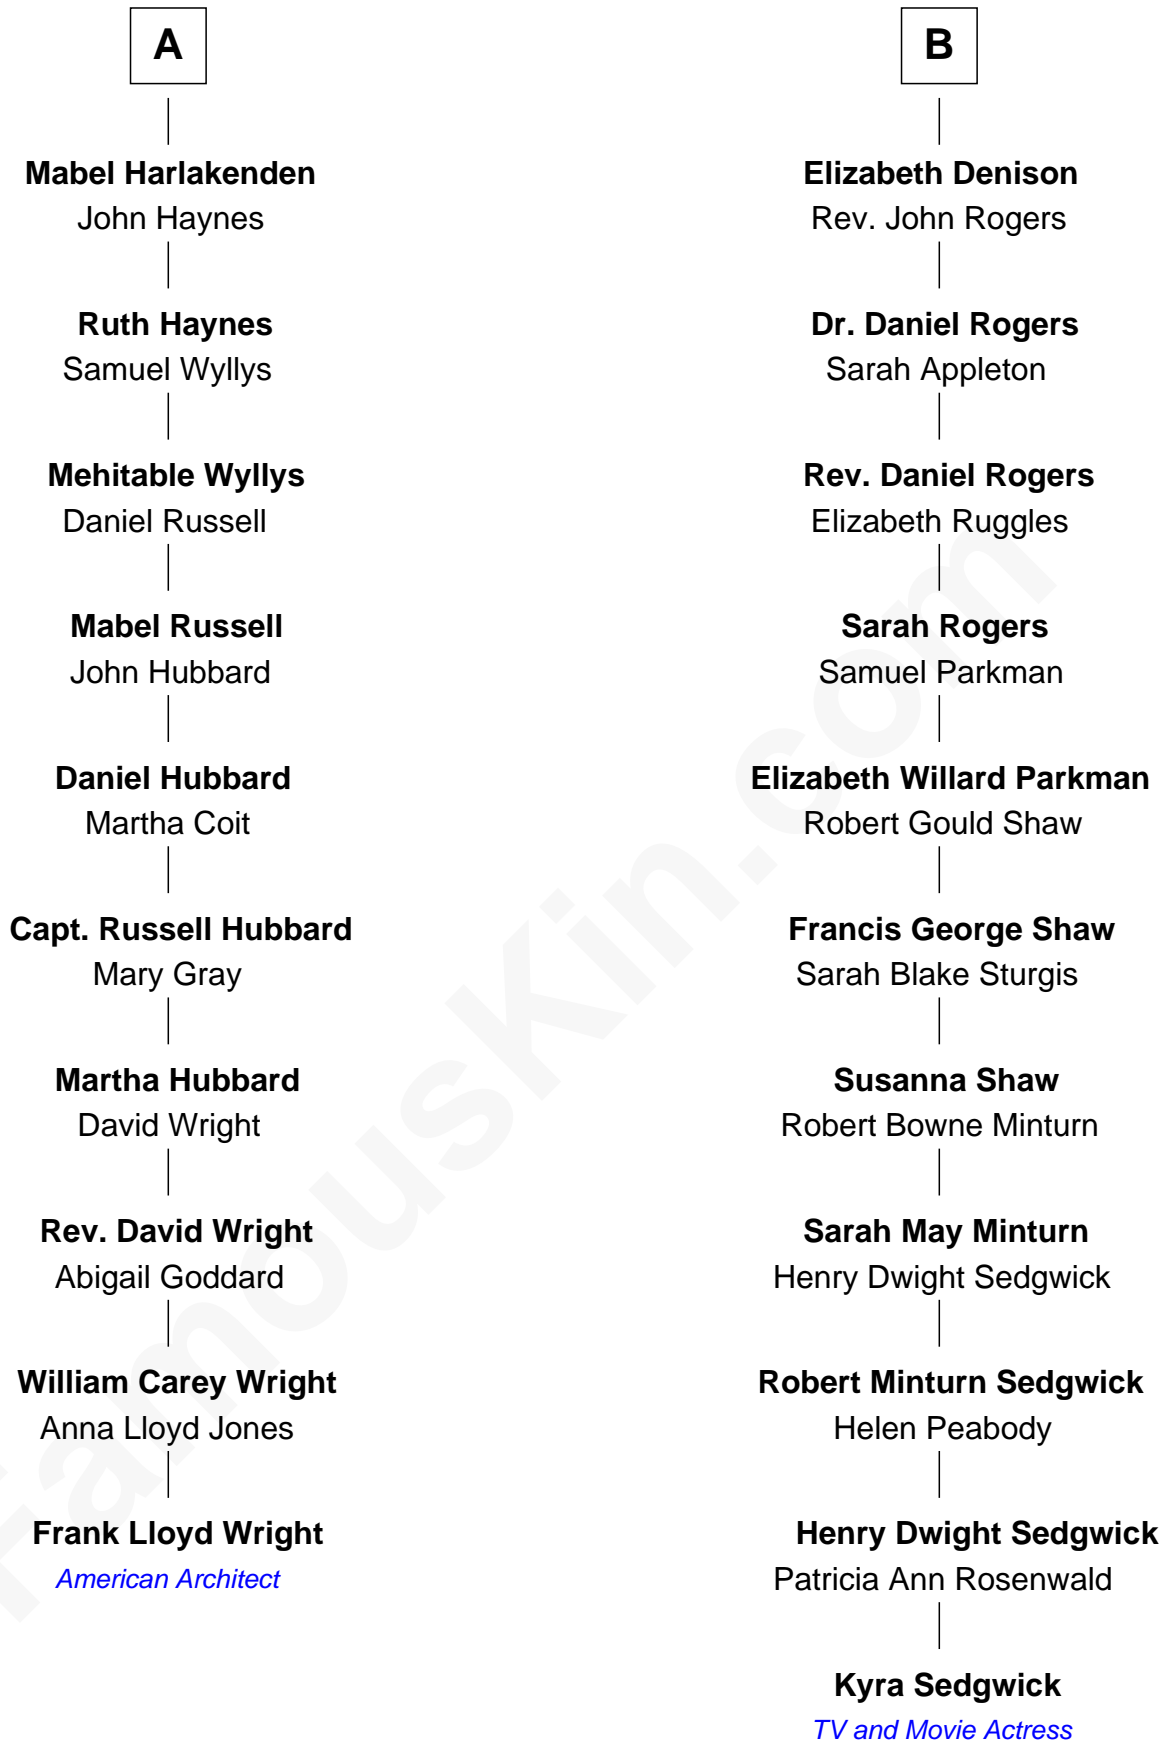 A
Mabel Harlakenden
John Haynes
Ruth Haynes
Samuel Wyllys
Mehitable Wyllys
Daniel Russell
Mabel Russell
John Hubbard
Daniel Hubbard
Martha Coit
Capt. Russell Hubbard
Mary Gray
Martha Hubbard
David Wright
Rev. David Wright
Abigail Goddard
William Carey Wright
Anna Lloyd Jones
Frank Lloyd Wright
American Architect
B
Elizabeth Denison
Rev. John Rogers
Dr. Daniel Rogers
Sarah Appleton
Rev. Daniel Rogers
Elizabeth Ruggles
Sarah Rogers
Samuel Parkman
Elizabeth Willard Parkman
Robert Gould Shaw
Francis George Shaw
Sarah Blake Sturgis
Susanna Shaw
Robert Bowne Minturn
Sarah May Minturn
Henry Dwight Sedgwick
Robert Minturn Sedgwick
Helen Peabody
Henry Dwight Sedgwick
Patricia Ann Rosenwald
Kyra Sedgwick
TV and Movie Actress
FamousKin.com